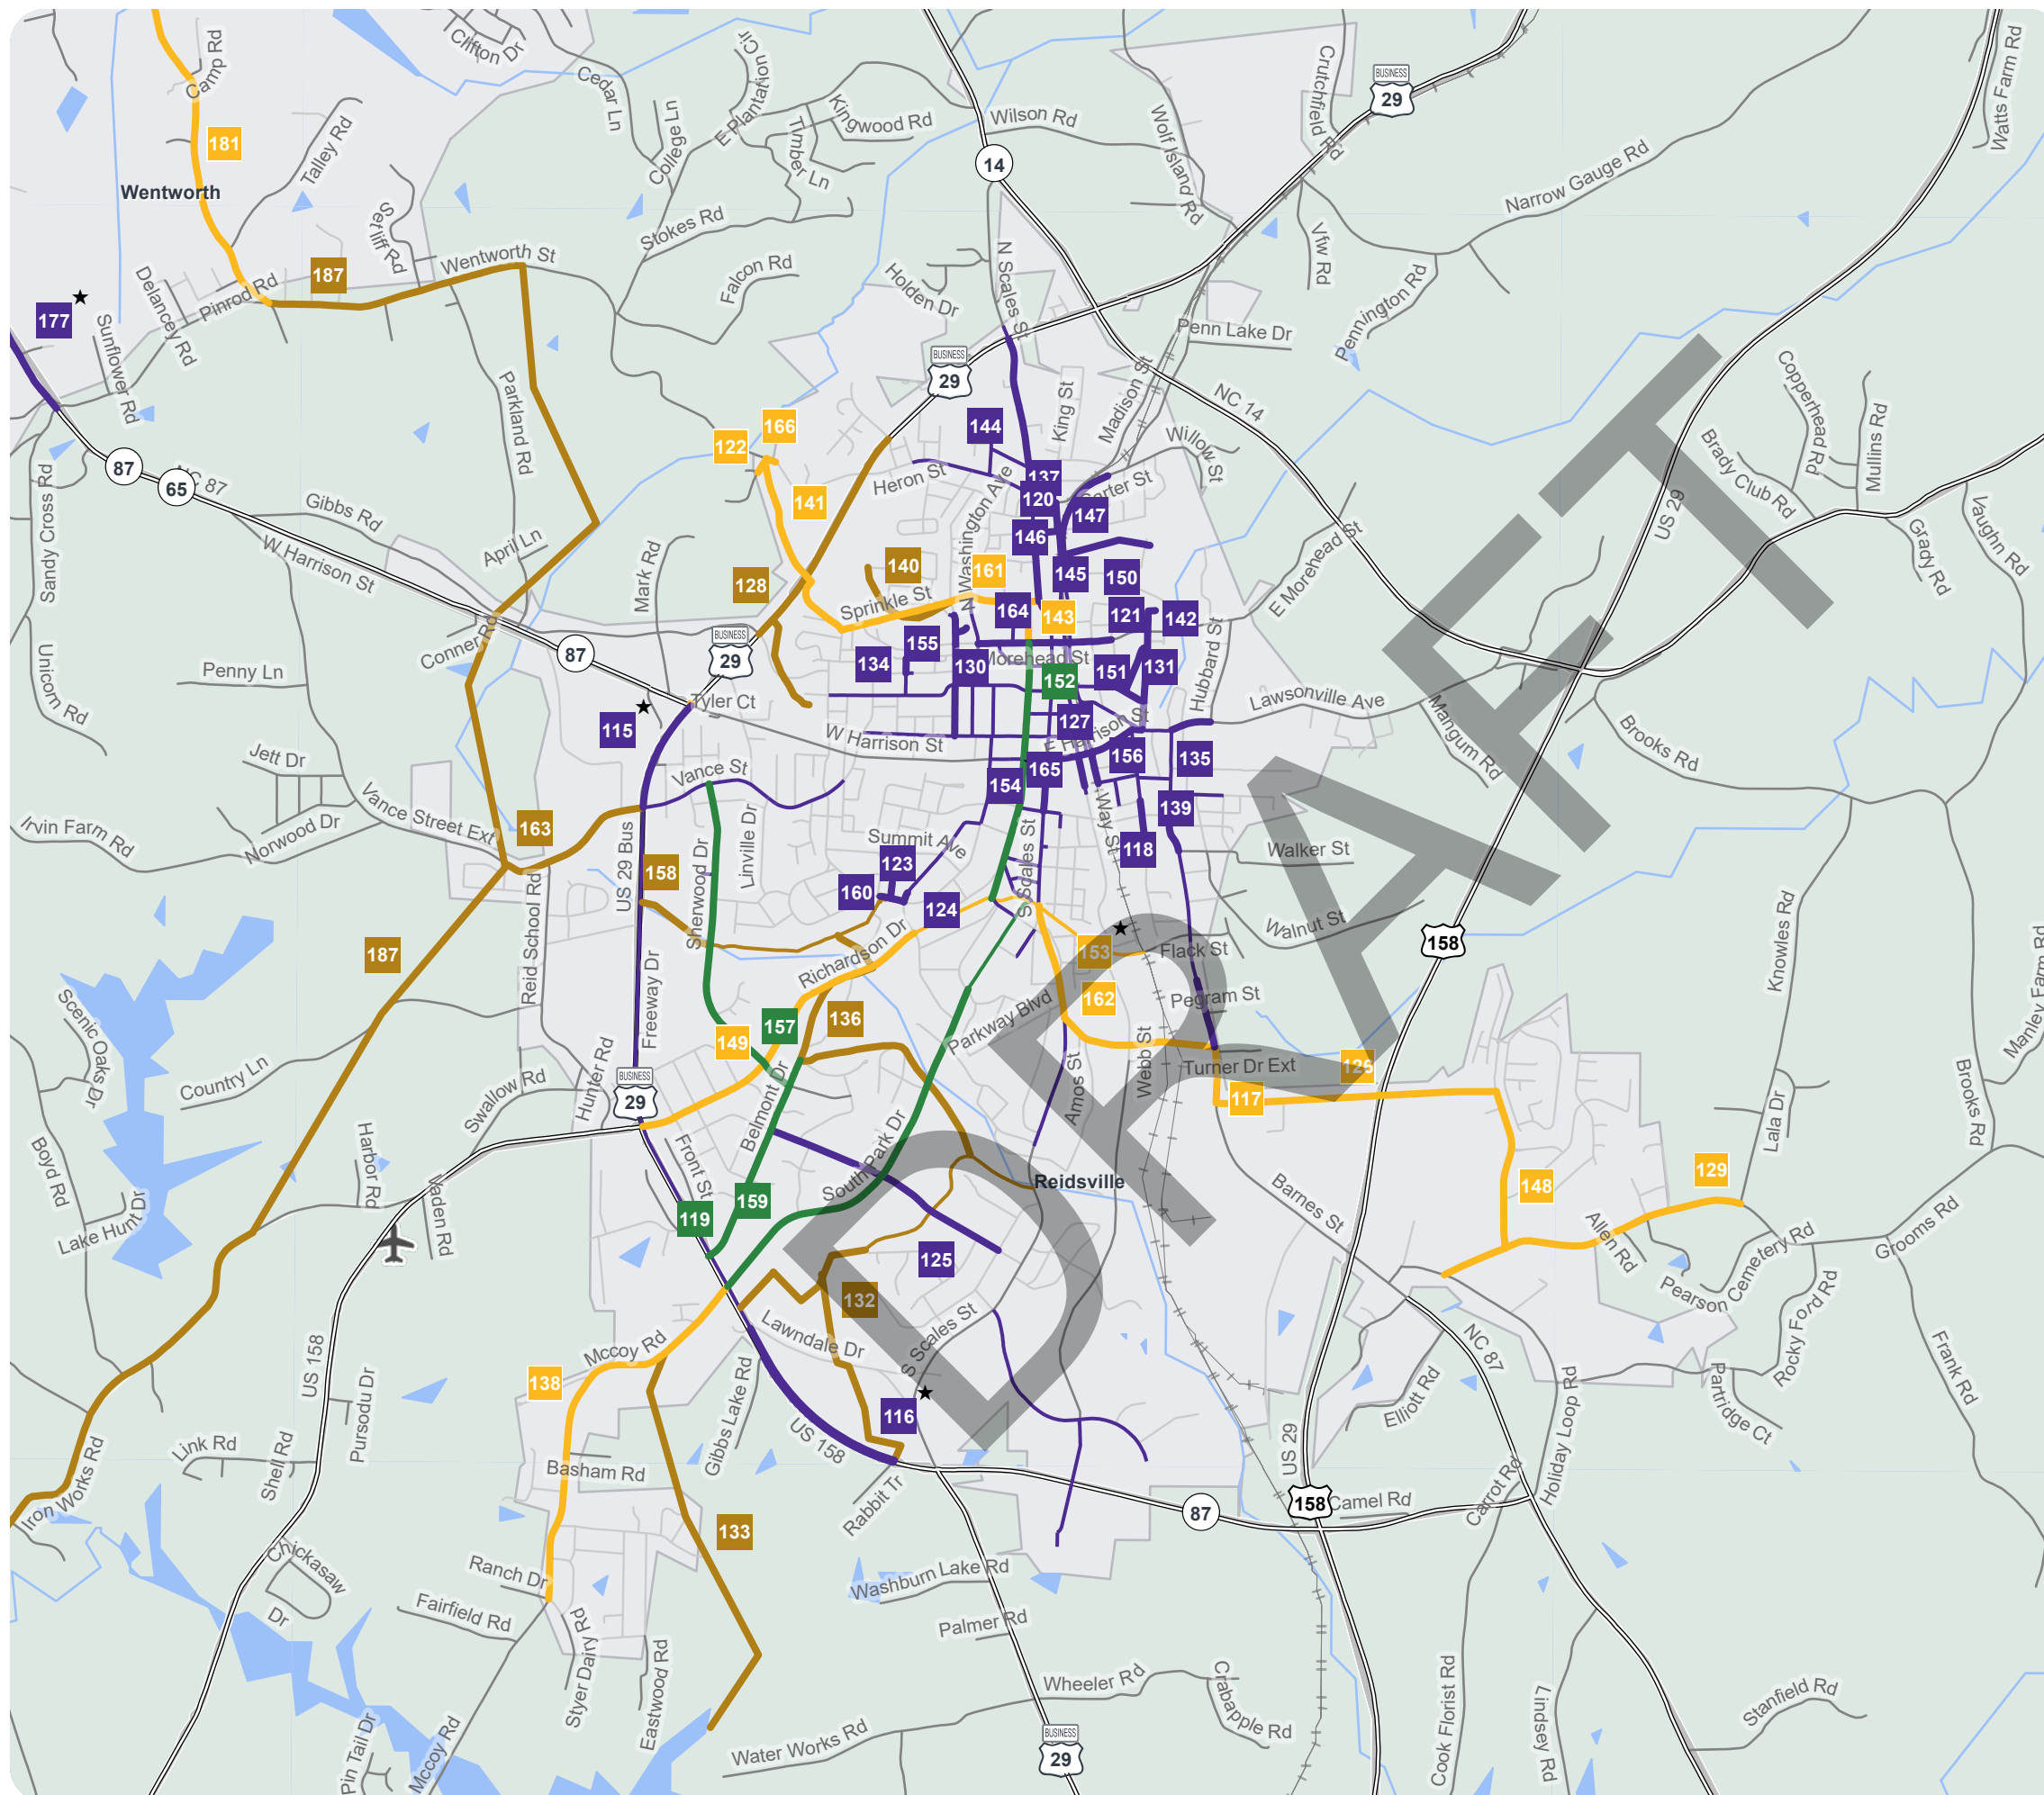 Clifton Dr
Camp Rd
Cedar Ln
College Ln
E Plantation Cir
Kingwood Rd
Timber Ln
Wilson Rd
Wolf Island Rd
Crutchfield Rd
BUSINESS
29
Watts Farm Rd
14
181
Talley Rd
Wentworth
Setliff Rd
Stokes Rd
Narrow Gauge Rd
Vfw Rd
Wentworth St
187
Pinrod Rd
Delancey Rd
Falcon Rd
Holden Dr
N Scales St
Pennington Rd
Penn Lake Dr
177
Sunflower Rd
BUSINESS
29
Madison St
King St
NC 14
Copperhead Rd
Mullins Rd
Brady Club Rd
Parkland Rd
166
122
144
Willow St
87
65
NC 87
Gibbs Rd
141
Heron St
137
120
Carter St
147
146
N Washington Ave
US 29
Grady Rd
Vaughn Rd
Sandy Cross Rd
W Harrison St
April Ln
Mark Rd
128
140
161
145
150
E Morehead St
Sprinkle St
164
143
121
142
Conner Rd
87
BUSINESS
29
155
134
130
Morehead St
151
131
152
Hubbard St
Unicorn Rd
Penny Ln
Tyler Ct
115
W Harrison St
127
E Harrison St
Lawsonville Ave
Mangum Rd
Brooks Rd
Jett Dr
Vance St
156
135
165
154
Way St
139
Vance Street Ext
Norwood Dr
Irvin Farm Rd
163
US 29 Bus
158
Sherwood Dr
Linville Dr
Summit Ave
123
160
124
S Scales St
118
Walker St
Walnut St
158
Knowles Rd
Manley Farm Rd
187
Reid School Rd
Freeway Dr
Richardson Dr
153
Flack St
162
Pegram St
Scenic Oaks Dr
Country Ln
Swallow Rd
Hunter Rd
BUSINESS
29
149
157
136
Belmont Dr
Parkway Blvd
Amos St
Webb St
Turner Dr Ext
126
117
Lala Dr
Brooks Rd
Boyd Rd
Lake Hunt Dr
Harbor Rd
Vaden Rd
Front St
119
159
South Park Dr
Reidsville
125
Barnes St
148
129
Allen Rd
Pearson
Cemetery Rd
Rocky Ford Rd
Grooms Rd
Frank Rd
132
Lawndale Dr
S Scales St
Mccoy Rd
138
US 158
Pursodu Dr
Gibbs Lake Rd
116
US 158
Rabbit Tr
NC 87
Elliott Rd
Holiday Loop Rd
Partridge Ct
Link Rd
Shell Rd
Iron Works Rd
Basham Rd
133
87
US 29
158
Camel Rd
Carrot Rd
Chickasaw
Dr
Ranch Dr
Fairfield Rd
Styer Dairy Rd
Eastwood Rd
Washburn Lake Rd
Palmer Rd
Wheeler Rd
Crabapple Rd
Water Works Rd
BUSINESS
29
Pin Tail Dr
Mccoy Rd
Cook Florist Rd
Lindsey Rd
Stanfield Rd
DRAFT